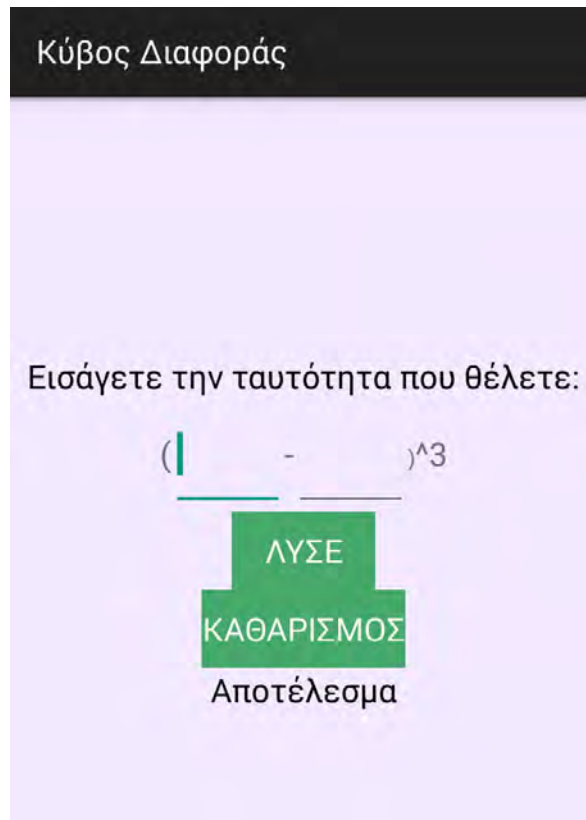 Κύβος Διαφοράς
Εισάγετε την ταυτότητα που θέλετε:
( - )^3
ΛΥΣΕ
ΚΑΘΑΡΙΣΜΟΣ
Αποτέλεσμα